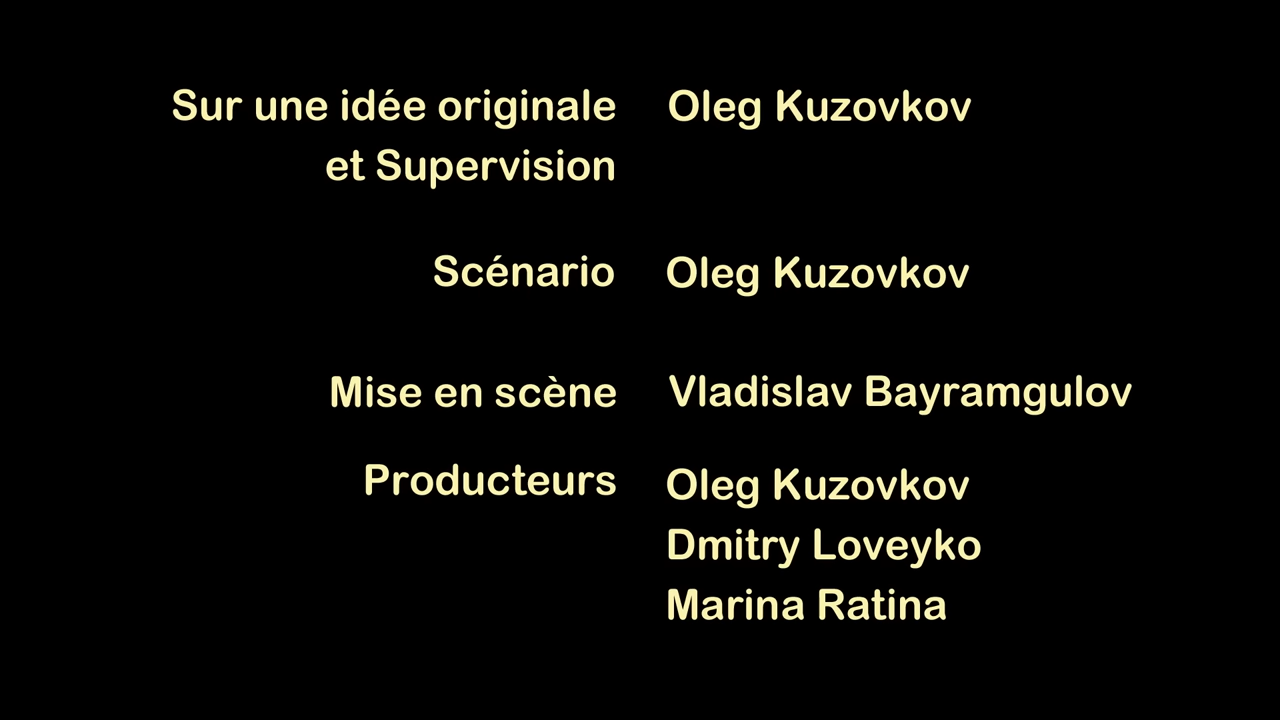 Sur une idée originale Oleg Kuzovkov
et Supervision
Scénario Oleg Kuzovkov
Mise en scène Vladislav Bayramgulov
Producteurs Oleg Kuzovkov
Dmitry Loveyko
Marina Ratina